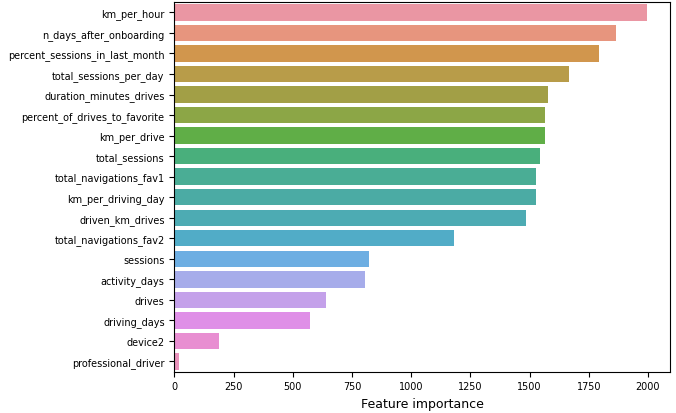 km_per_hour
n_days_after_onboarding
percent_sessions_in_last_month
total_sessions_per_day
duration_minutes_drives
percent_of_drives_to_favorite
km_per_drive
total_sessions
total_navigations_fav1
km_per_driving_day
driven_km_drives
total_navigations_fav2
sessions
activity_days
drives
driving_days
device2
professional_driver
0 250 500 750 1000 1250 1500 1750 2000
Feature importance